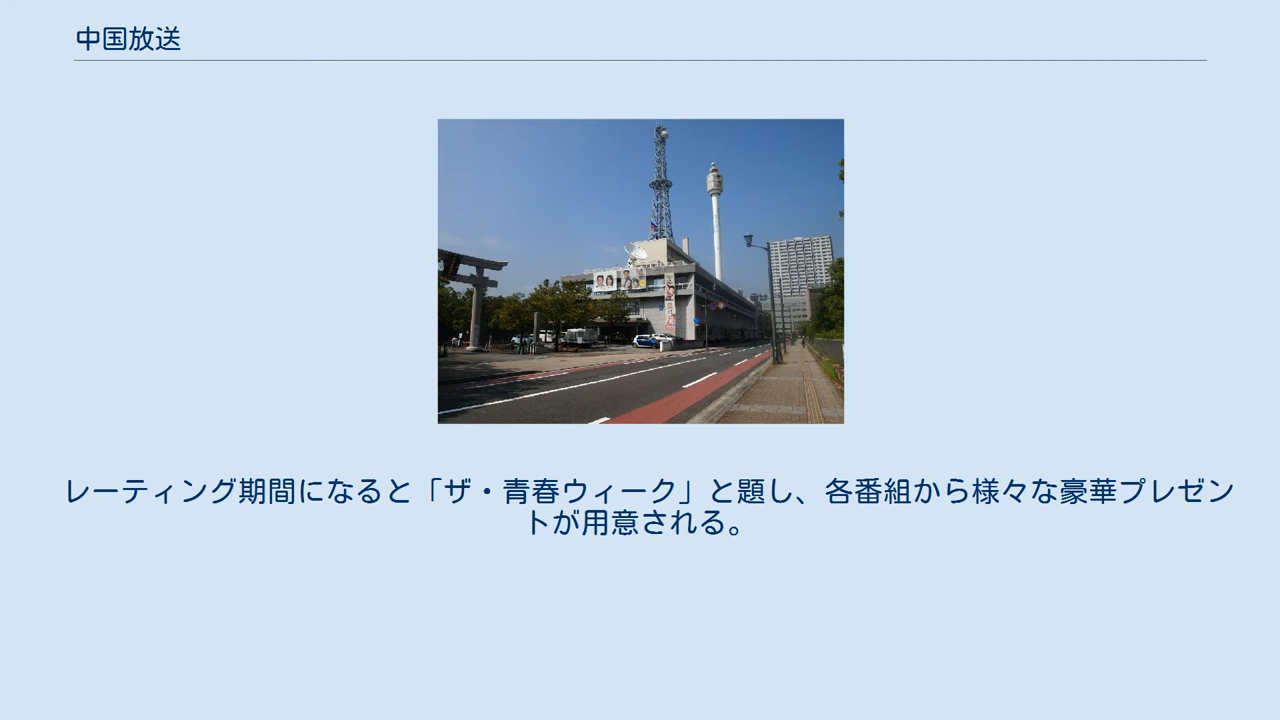 中国放送
レーティング期間になると「ザ・青春ウィーク」と題し、各番組から様々な豪華プレゼン
トが用意される。